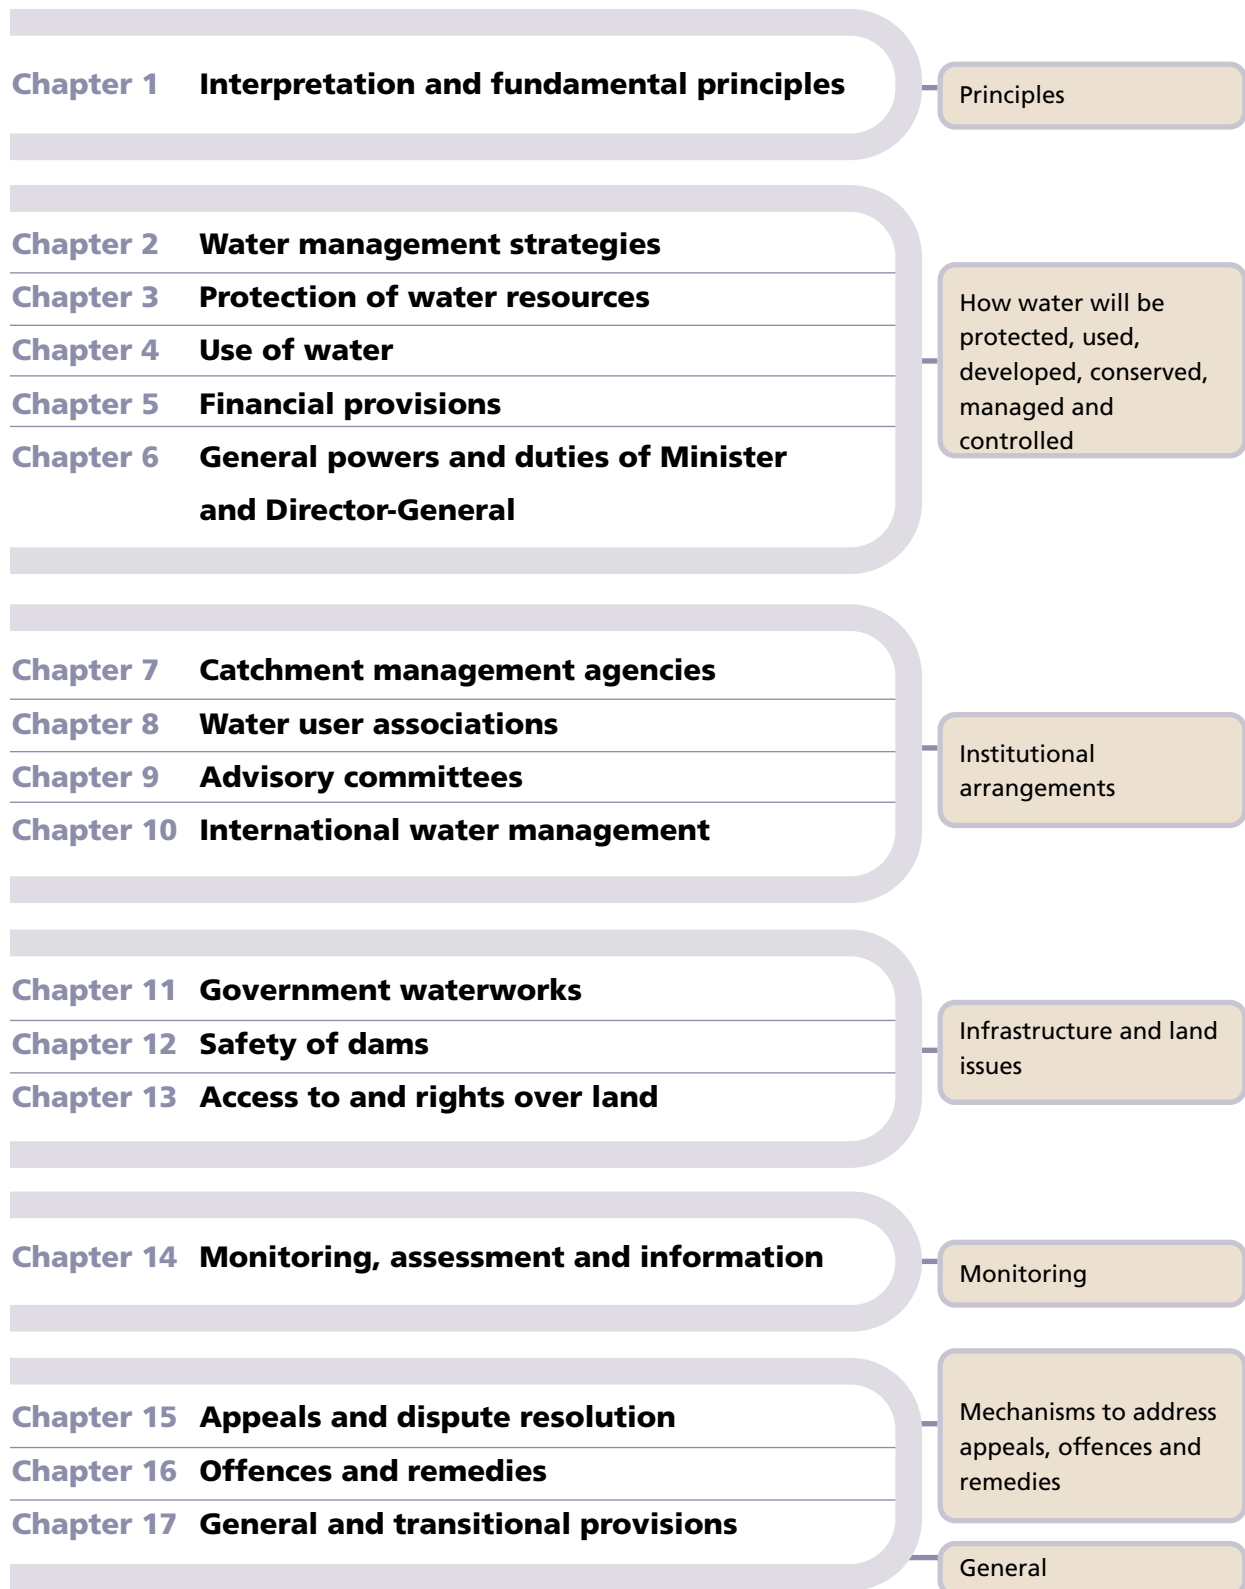 Chapter 1 Interpretation and fundamental principles
Principles
Chapter 2 Water management strategies
Chapter 3 Protection of water resources
Chapter 4 Use of water
Chapter 5 Financial provisions
Chapter 6 General powers and duties of Minister
and Director-General
How water will be
protected, used,
developed, conserved,
managed and
controlled
Chapter 7 Catchment management agencies
Chapter 8 Water user associations
Chapter 9 Advisory committees
Chapter 10 International water management
Institutional
arrangements
Chapter 11 Government waterworks
Chapter 12 Safety of dams
Chapter 13 Access to and rights over land
Infrastructure and land
issues
Chapter 14 Monitoring, assessment and information
Monitoring
Chapter 15 Appeals and dispute resolution
Chapter 16 Offences and remedies
Chapter 17 General and transitional provisions
Mechanisms to address
appeals, offences and
remedies
General